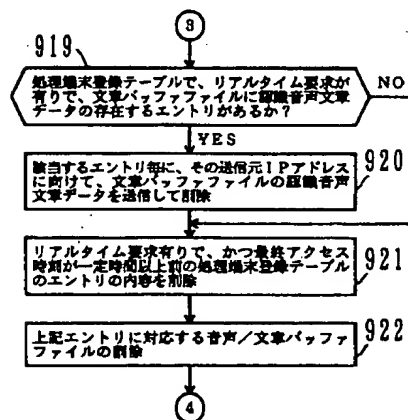 3
919
処理端末登録テーブルで、リアルタイム要求が
有りで、文章バッファファイルに認識音声文章
データの存在するエントリがあるか?
NO
YES
920
該当するエントリ毎に、その送信元IPアドレス
に向けて、文章バッファファイルの認識音声
文章データを送信して削除
921
リアルタイム要求有りで、かつ最終アクセス
時刻が一定時間以上前の処理端末登録テーブル
のエントリの内容を削除
922
上記エントリに対応する音声/文章バッファ
ファイルの削除
4